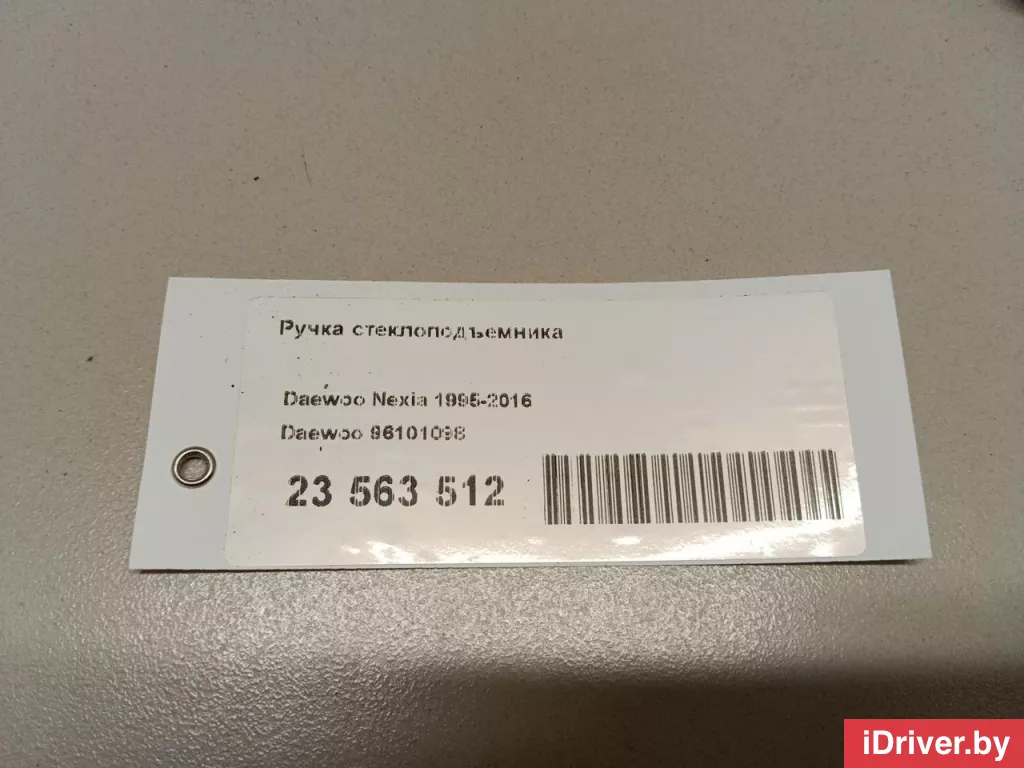 Ручка стеклоподъемника
Daewoo Nexia 1995-2016
Daewoo 96101098
23 563 512
iDriver.by